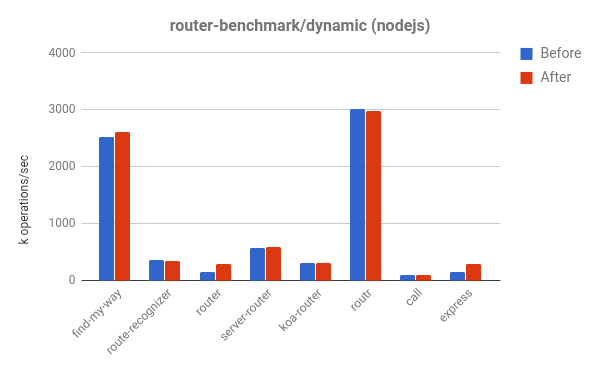 router-benchmark/dynamic (nodejs)
Before
After
k operations/sec
4000
3000
2000
1000
0
find-my-way
route-recognizer
router
server-router
koa-router
routr
call
express